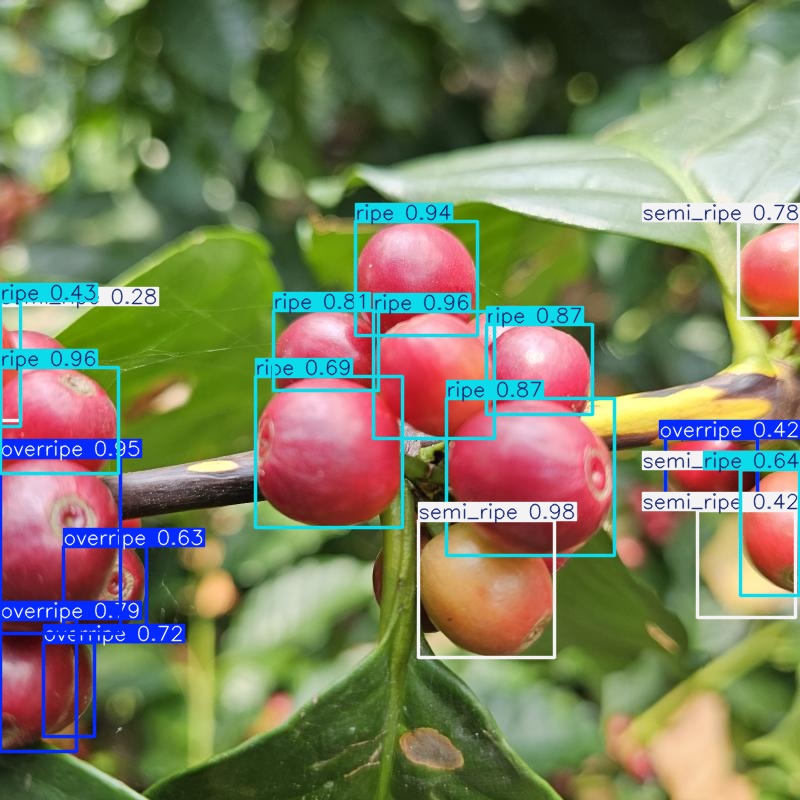 ripe 0.94
semi_ripe 0.78
ripe 0.43
0.28
ripe 0.81
ripe 0.96
ripe 0.87
ripe 0.96
ripe 0.69
ripe 0.87
overripe 0.95
overripe 0.42
semi_
ripe 0.64
semi_ripe 0.42
semi_ripe 0.98
overripe 0.63
overripe 0.79
overripe 0.72